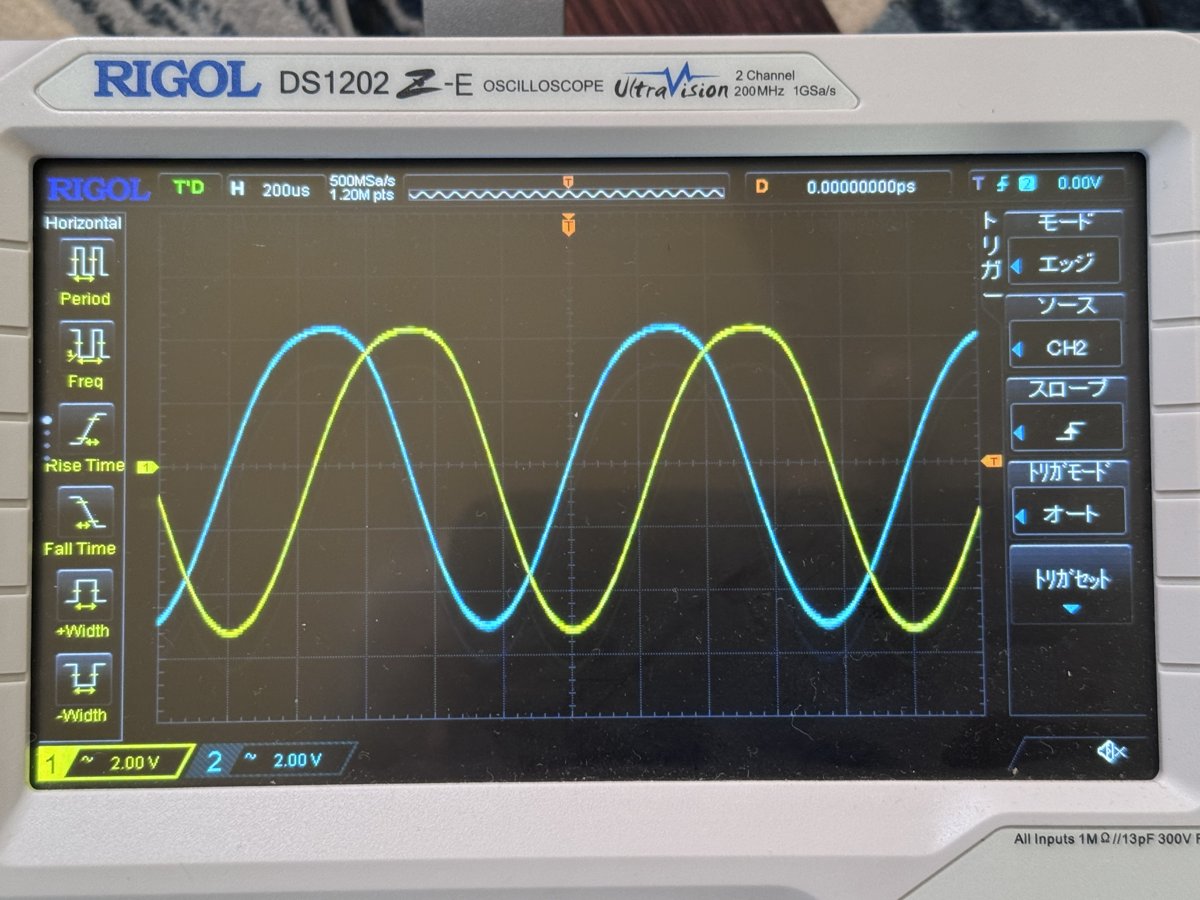 RIGOL DS1202 Z-E OSCILLOSCOPE UltraVision 2 Channel
200MHz 1GSa/s
RIGOL T'D H 200us 500MSa/s
1.20M pts
T
D 0.00000000ps
T 2 0.00V
Horizontal
Period
Freq
Rise Time
Fall Time
+Width
-Width
T
1
T
トリガー
モード
エッジ
ソース
CH2
スロープ
トリガモード
オート
トリガセット
1 ~ 2.00 V
2 ~ 2.00 V
All Inputs 1MΩ//13pF 300V